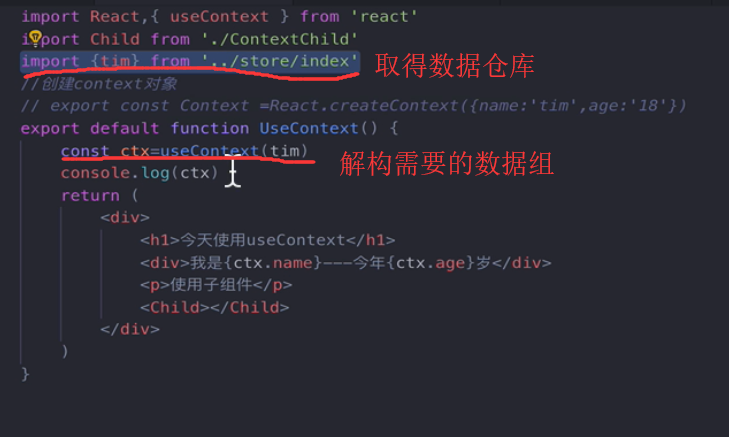 import React,{ useContext } from 'react'
import Child from './ContextChild'
import {tim} from '../store/index'
取得数据仓库
//创建context对象
// export const Context =React.createContext({name:'tim',age:'18'})
export default function UseContext() {
const ctx=useContext(tim)
解构需要的数据组
console.log(ctx)
return (
<div>
<h1>今天使用useContext</h1>
<div>我是{ctx.name}---今年{ctx.age}岁</div>
<p>使用子组件</p>
<Child></Child>
</div>
)
}